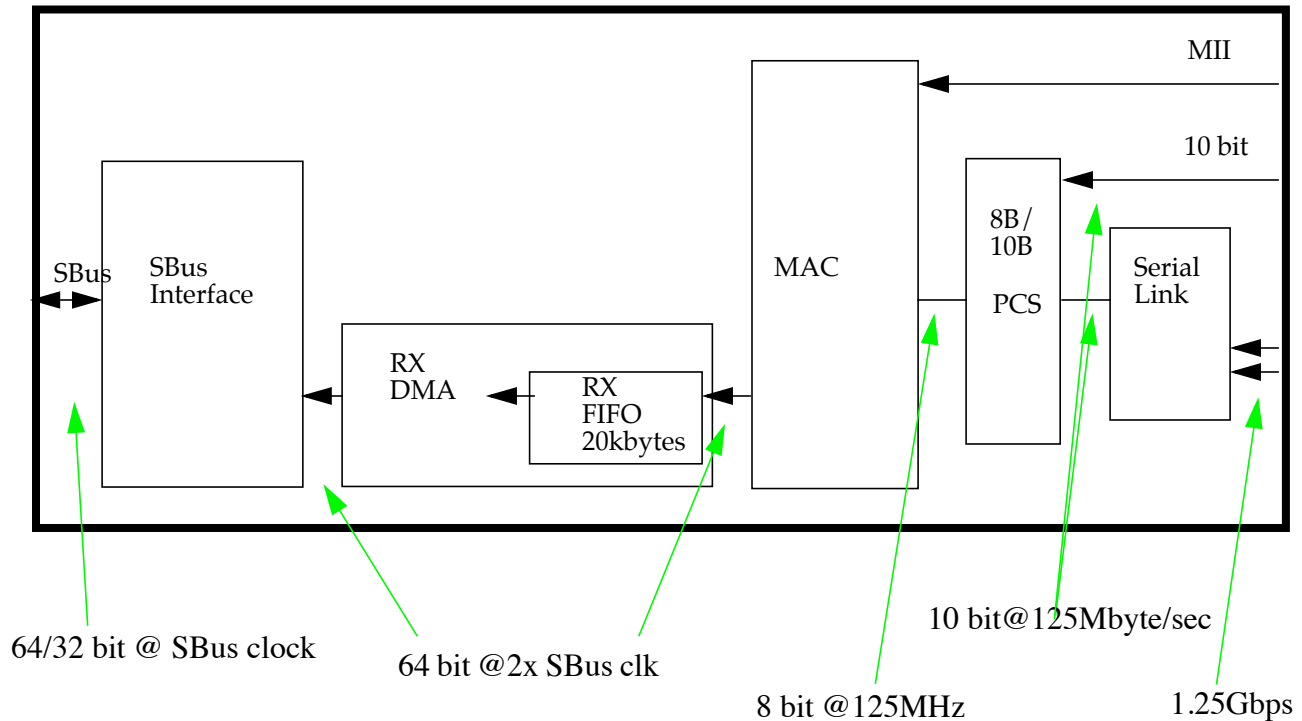 MII
10 bit
8B/
10B
PCS
SBus
SBus
Interface
MAC
Serial
Link
RX
DMA
RX
FIFO
20kbytes
64/32 bit @ SBus clock
64 bit @2x SBus clk
10 bit@125Mbyte/sec
8 bit @125MHz
1.25Gbps